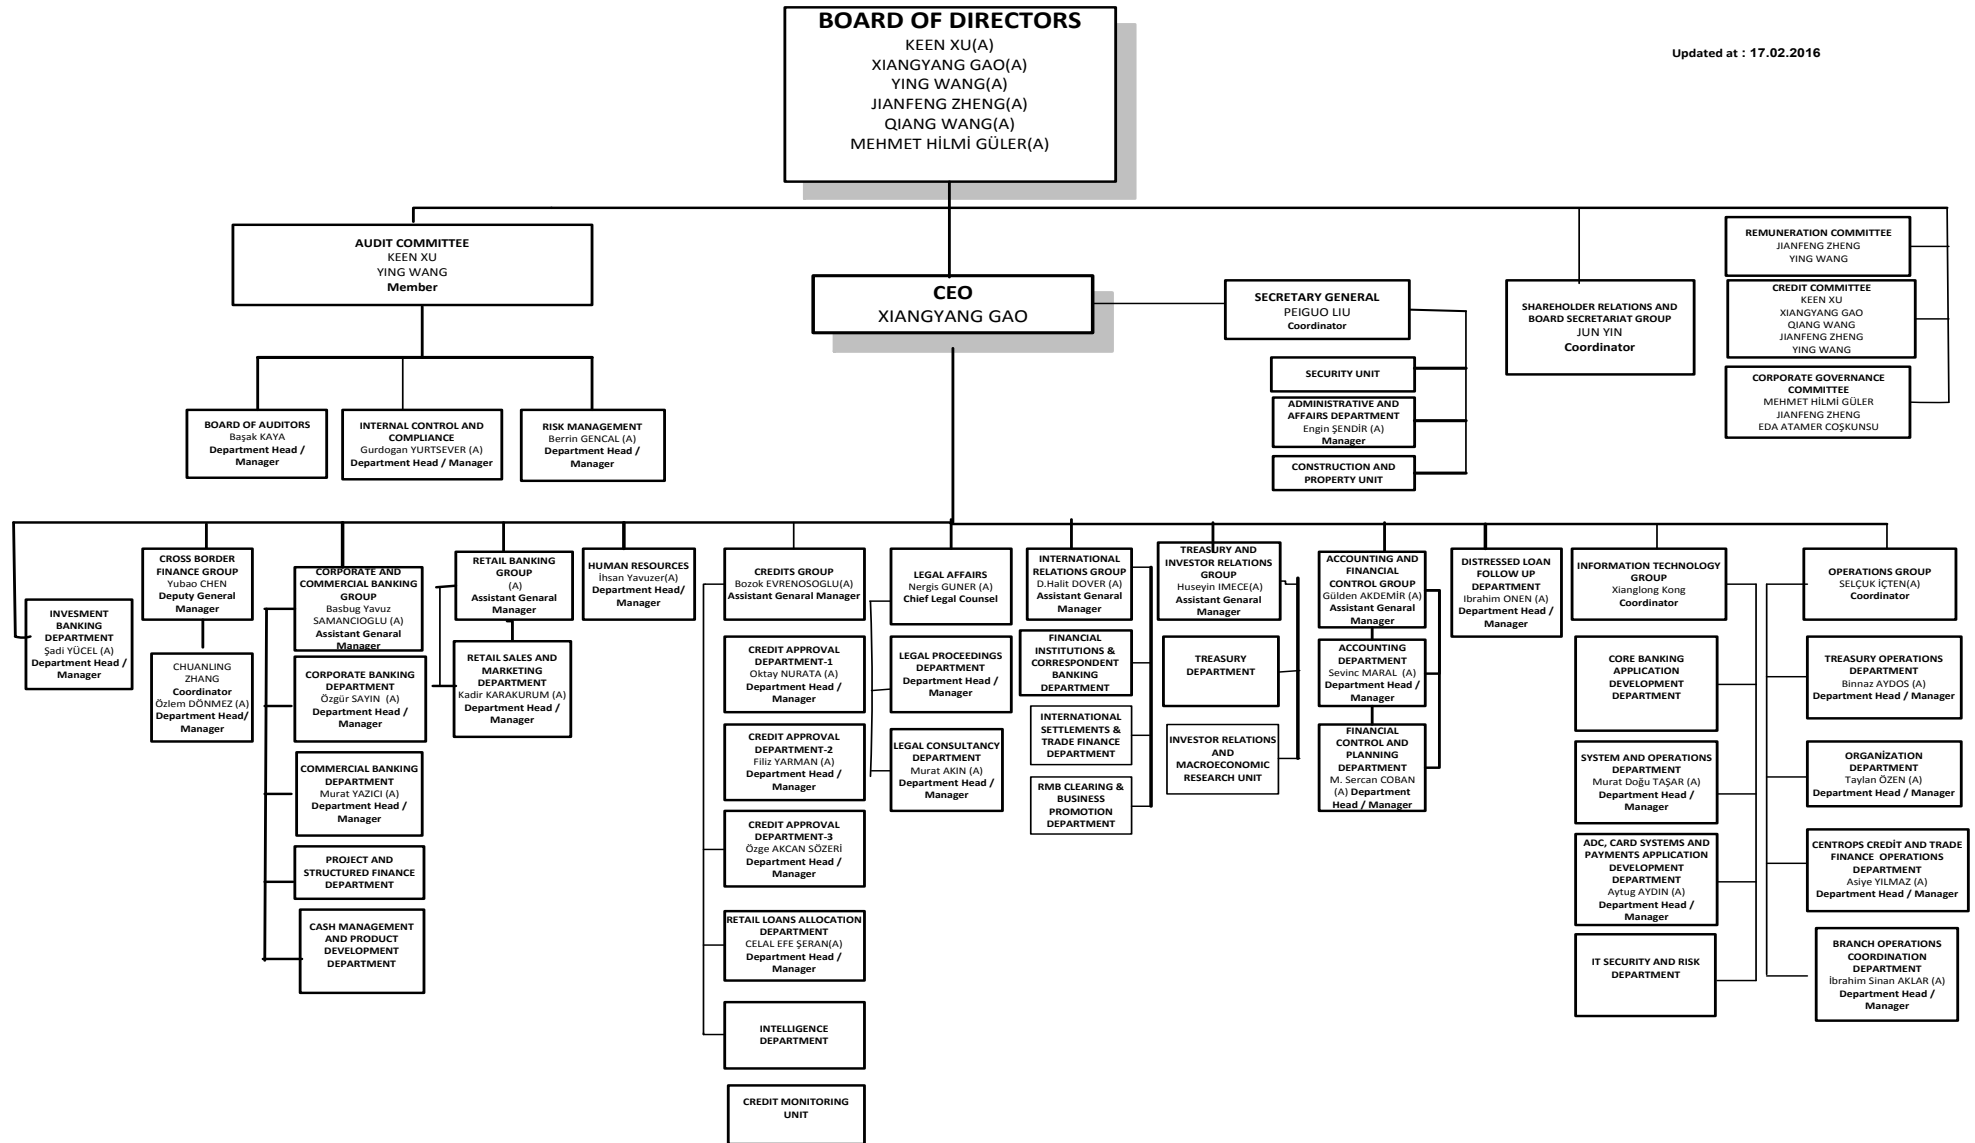 BOARD OF DIRECTORS
KEEN XU(A)
XIANGYANG GAO(A)
YING WANG(A)
JIANFENG ZHENG(A)
QIANG WANG(A)
MEHMET HİLMİ GÜLER(A)
Updated at : 17.02.2016
AUDIT COMMITTEE
KEEN XU
YING WANG
Member
CEO
XIANGYANG GAO
SECRETARY GENERAL
PEIGUO LIU
Coordinator
SHAREHOLDER RELATIONS AND
BOARD SECRETARIAT GROUP
JUN YIN
Coordinator
REMUNERATION COMMITTEE
JIANFENG ZHENG
YING WANG
CREDIT COMMITTEE
KEEN XU
XIANGYANG GAO
QIANG WANG
JIANFENG ZHENG
YING WANG
CORPORATE GOVERNANCE
COMMITTEE
MEHMET HİLMİ GÜLER
JIANFENG ZHENG
EDA ATAMER COŞKUNSU
SECURITY UNIT
ADMINISTRATIVE AND
AFFAIRS DEPARTMENT
Engin ŞENDİR (A)
Manager
CONSTRUCTION AND
PROPERTY UNIT
BOARD OF AUDITORS
Başak KAYA
Department Head /
Manager
INTERNAL CONTROL AND
COMPLIANCE
Gurdogan YURTSEVER (A)
Department Head / Manager
RISK MANAGEMENT
Berrin GENCAL (A)
Department Head /
Manager
INVESMENT
BANKING
DEPARTMENT
Şadi YÜCEL (A)
Department Head /
Manager
CROSS BORDER
FINANCE GROUP
Yubao CHEN
Deputy General
Manager
CHUANLING
ZHANG
Coordinator
Özlem DÖNMEZ (A)
Department Head/
Manager
CORPORATE AND
COMMERCIAL BANKING
GROUP
Basbug Yavuz
SAMANCIOGLU (A)
Assistant Genaral
Manager
CORPORATE BANKING
DEPARTMENT
Özgür SAYIN (A)
Department Head /
Manager
COMMERCIAL BANKING
DEPARTMENT
Murat YAZICI (A)
Department Head /
Manager
PROJECT AND
STRUCTURED FINANCE
DEPARTMENT
CASH MANAGEMENT
AND PRODUCT
DEVELOPMENT
DEPARTMENT
RETAIL BANKING
GROUP
(A)
Assistant Genaral
Manager
RETAIL SALES AND
MARKETING
DEPARTMENT
Kadir KARAKURUM (A)
Department Head /
Manager
HUMAN RESOURCES
İhsan Yavuzer(A)
Department Head/
Manager
CREDITS GROUP
Bozok EVRENOSOGLU(A)
Assistant Genaral Manager
CREDIT APPROVAL
DEPARTMENT-1
Oktay NURATA (A)
Department Head /
Manager
CREDIT APPROVAL
DEPARTMENT-2
Filiz YARMAN (A)
Department Head /
Manager
CREDIT APPROVAL
DEPARTMENT-3
Özge AKCAN SÖZERİ
Department Head /
Manager
RETAIL LOANS ALLOCATION
DEPARTMENT
CELAL EFE ŞERAN(A)
Department Head /
Manager
INTELLIGENCE
DEPARTMENT
CREDIT MONITORING
UNIT
LEGAL AFFAIRS
Nergis GUNER (A)
Chief Legal Counsel
LEGAL PROCEEDINGS
DEPARTMENT
Department Head /
Manager
LEGAL CONSULTANCY
DEPARTMENT
Murat AKIN (A)
Department Head /
Manager
INTERNATIONAL
RELATIONS GROUP
D.Halit DOVER (A)
Assistant Genaral
Manager
FINANCIAL
INSTITUTIONS &
CORRESPONDENT
BANKING
DEPARTMENT
INTERNATIONAL
SETTLEMENTS &
TRADE FINANCE
DEPARTMENT
RMB CLEARING &
BUSINESS
PROMOTION
DEPARTMENT
TREASURY AND
INVESTOR RELATIONS
GROUP
Huseyin IMECE(A)
Assistant Genaral
Manager
TREASURY
DEPARTMENT
INVESTOR RELATIONS
AND
MACROECONOMIC
RESEARCH UNIT
ACCOUNTING AND
FINANCIAL
CONTROL GROUP
Gülden AKDEMİR (A)
Assistant Genaral
Manager
ACCOUNTING
DEPARTMENT
Sevinc MARAL (A)
Department Head /
Manager
FINANCIAL
CONTROL AND
PLANNING
DEPARTMENT
M. Sercan COBAN
(A) Department
Head / Manager
DISTRESSED LOAN
FOLLOW UP
DEPARTMENT
Ibrahim ONEN (A)
Department Head /
Manager
INFORMATION TECHNOLOGY
GROUP
Xianglong Kong
Coordinator
CORE BANKING
APPLICATION
DEVELOPMENT
DEPARTMENT
SYSTEM AND OPERATIONS
DEPARTMENT
Murat Doğu TAŞAR (A)
Department Head /
Manager
ADC, CARD SYSTEMS AND
PAYMENTS APPLICATION
DEVELOPMENT
DEPARTMENT
Aytug AYDIN (A)
Department Head /
Manager
IT SECURITY AND RISK
DEPARTMENT
OPERATIONS GROUP
SELÇUK İÇTEN(A)
Coordinator
TREASURY OPERATIONS
DEPARTMENT
Binnaz AYDOS (A)
Department Head / Manager
ORGANİZATION
DEPARTMENT
Taylan ÖZEN (A)
Department Head / Manager
CENTROPS CREDİT AND TRADE
FINANCE OPERATIONS
DEPARTMENT
Asiye YILMAZ (A)
Department Head / Manager
BRANCH OPERATIONS
COORDINATION
DEPARTMENT
İbrahim Sinan AKLAR (A)
Department Head /
Manager